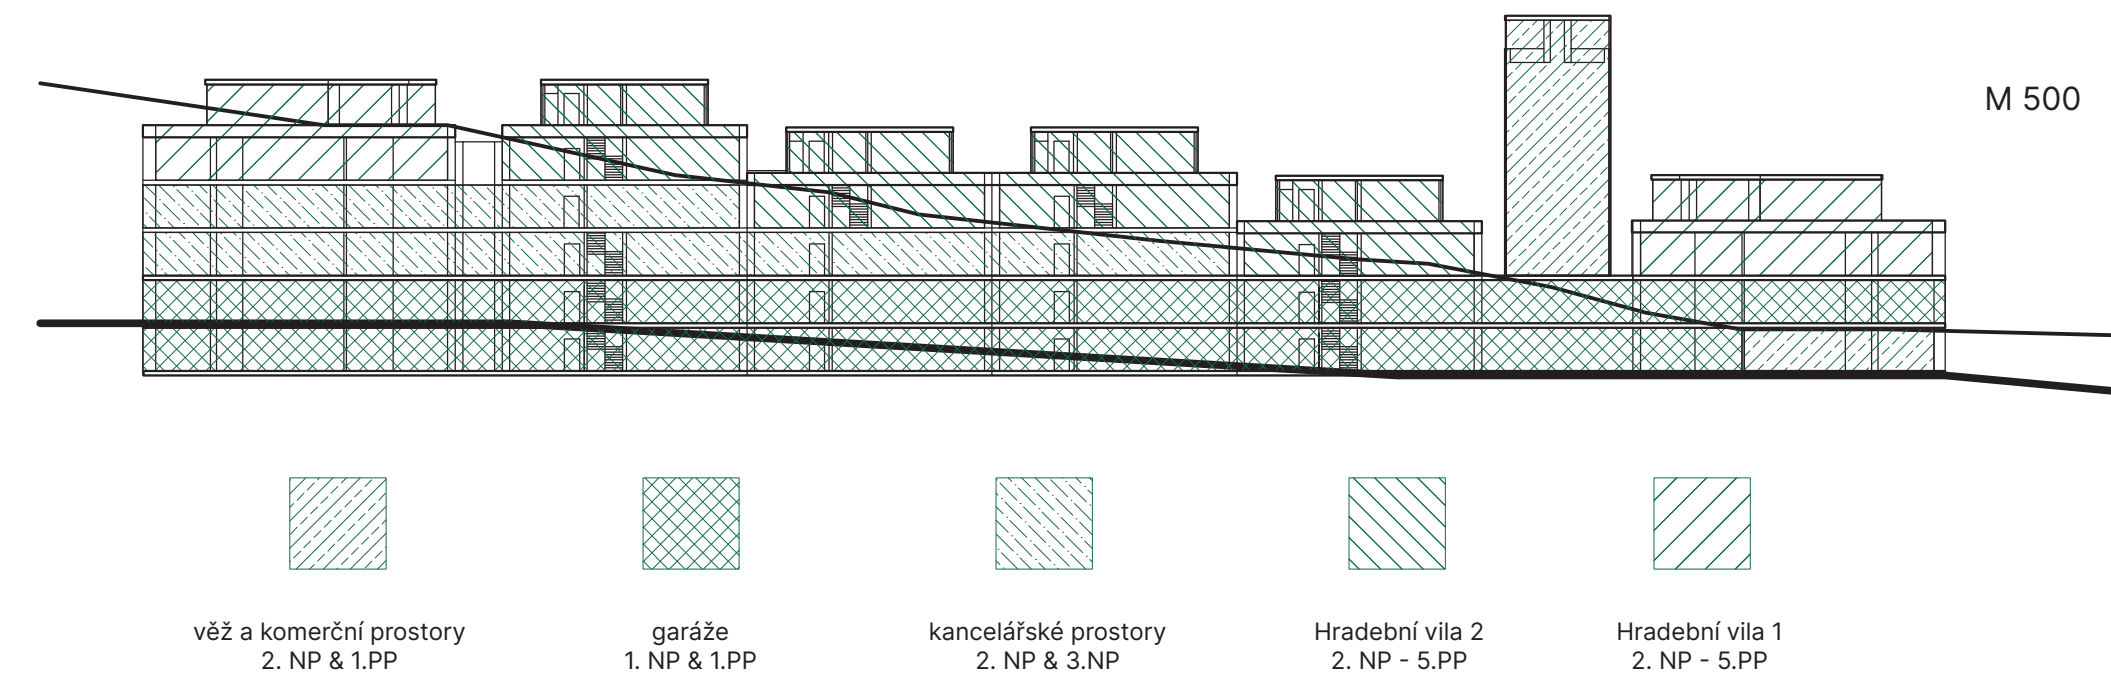 M 500
věž a komerční prostory
2. NP & 1.PP
garáže
1. NP & 1.PP
kancelářské prostory
2. NP & 3.NP
Hradební vila 2
2. NP - 5.PP
Hradební vila 1
2. NP - 5.PP